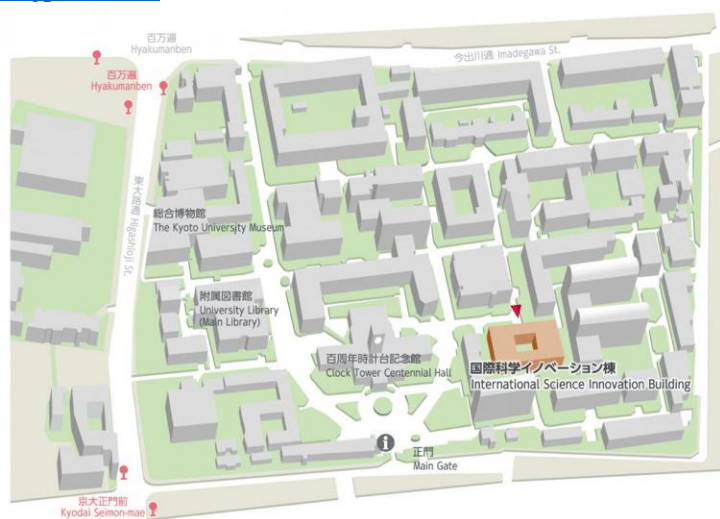 百万遍
Hyakumanben
百万遍
Hyakumanben
今出川通 Imadegawa St.
東大路通 Higashioji St.
総合博物館
The Kyoto University Museum
附属図書館
University Library
(Main Library)
百周年時計台記念館
Clock Tower Centennial Hall
国際科学イノベーション棟
International Science Innovation Building
i
正門
Main Gate
京大正門前
Kyodai Seimon-mae